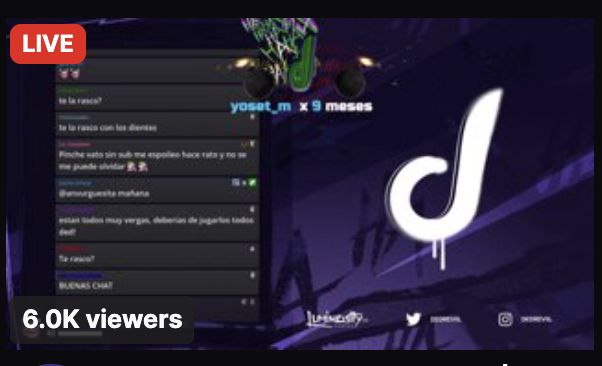 LIVE
yoset_m x 9 meses
te la rasco?
te la rasco con los dientes
Pinche vato sin sub me espoileo hace rato y no se
me puede olvidar
@anvurguesita mañana
estan todos muy vergas, deberias de jugarlos todos
ded!
Te rasco?
BUENAS CHAT
6.0K viewers
LUMINOSITY
DEDREVIL
DEDREVIL